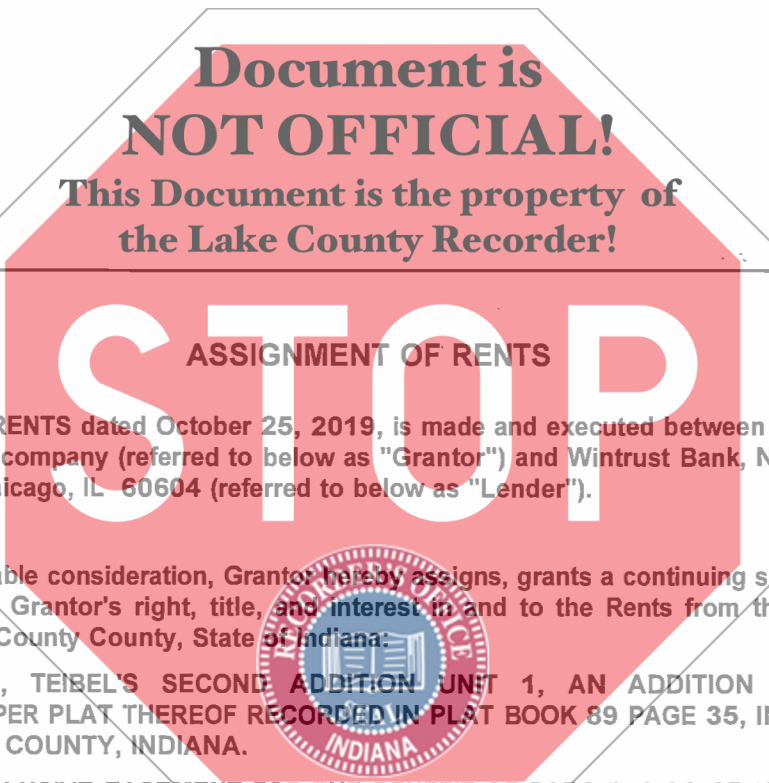 Document is
NOT OFFICIAL!
This Document is the property of
the Lake County Recorder!
STOP
ASSIGNMENT OF RENTS
RENTS dated October 25, 2019, is made and executed between
company (referred to below as "Grantor") and Wintrust Bank, N
icago, IL 60604 (referred to below as "Lender").
able consideration, Grantor hereby assigns, grants a continuing s
Grantor's right, title, and interest in and to the Rents from th
County County, State of Indiana:
, TEIBEL'S SECOND ADDITION UNIT 1, AN ADDITION
PER PLAT THEREOF RECORDED IN PLAT BOOK 89 PAGE 35, IN
COUNTY, INDIANA.
RECORDER'S OFFICE
SEAL
INDIANA